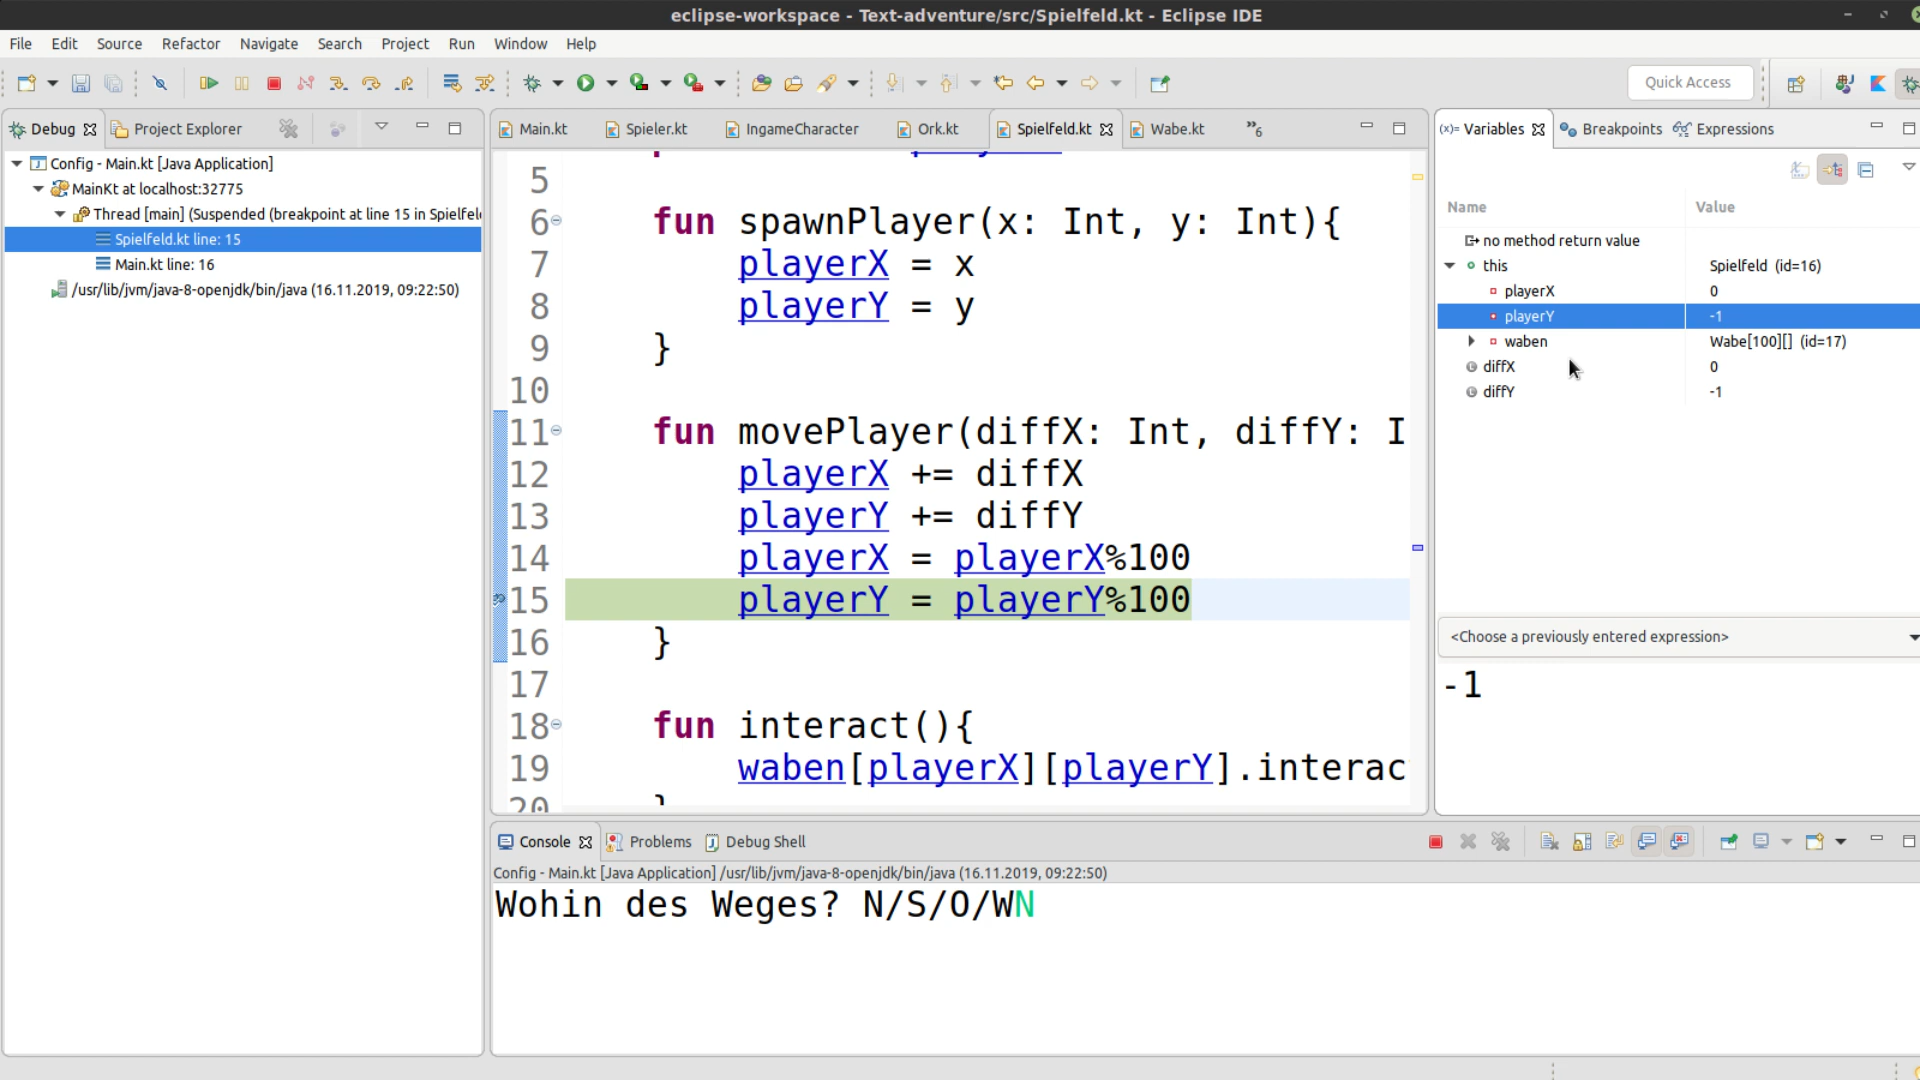 eclipse-workspace - Text-adventure/src/Spielfeld.kt - Eclipse IDE
File Edit Source Refactor Navigate Search Project Run Window Help
Quick Access
Debug Project Explorer
Config - Main.kt [Java Application]
MainKt at localhost:32775
Thread [main] (Suspended (breakpoint at line 15 in Spielfel
Spielfeld.kt line: 15
Main.kt line: 16
/usr/lib/jvm/java-8-openjdk/bin/java (16.11.2019, 09:22:50)
Main.kt Spieler.kt IngameCharacter Ork.kt Spielfeld.kt Wabe.kt »6
5
6 fun spawnPlayer(x: Int, y: Int){
7 playerX = x
8 playerY = y
9 }
10
11 fun movePlayer(diffX: Int, diffY: I
12 playerX += diffX
13 playerY += diffY
14 playerX = playerX%100
15 playerY = playerY%100
16 }
17
18 fun interact(){
19 waben[playerX][playerY].interac
20 }
(x)= Variables Breakpoints Expressions
Name Value
no method return value
this Spielfeld (id=16)
playerX 0
playerY -1
waben Wabe[100][] (id=17)
diffX 0
diffY -1
<Choose a previously entered expression>
-1
Console Problems Debug Shell
Config - Main.kt [Java Application] /usr/lib/jvm/java-8-openjdk/bin/java (16.11.2019, 09:22:50)
Wohin des Weges? N/S/O/WN